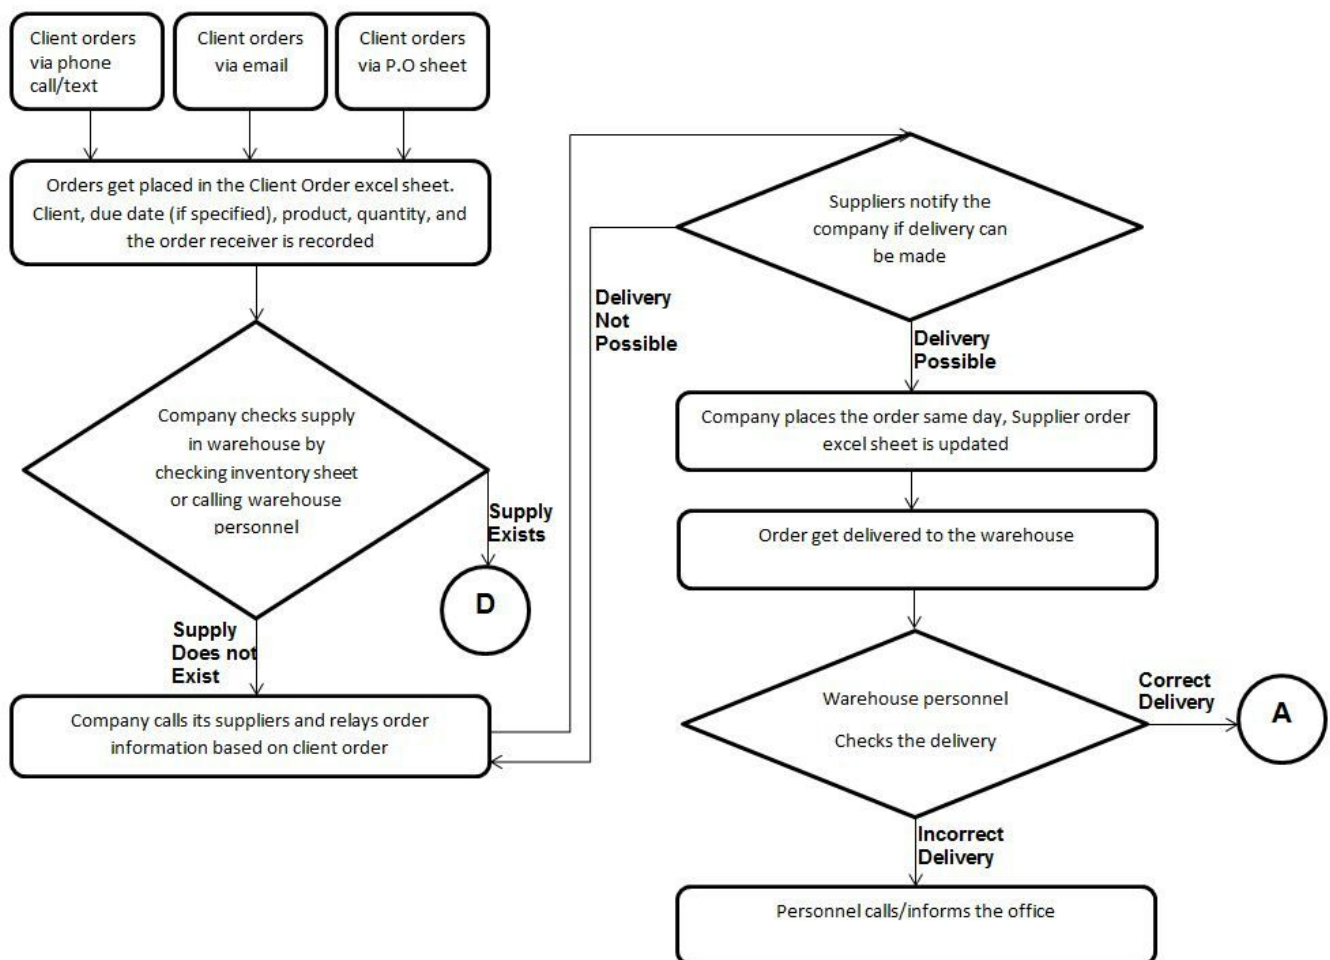 Client orders
via phone
call/text
Client orders
via email
Client orders
via P.O sheet
Orders get placed in the Client Order excel sheet.
Client, due date (if specified), product, quantity, and
the order receiver is recorded
Company checks supply
in warehouse by
checking inventory sheet
or calling warehouse
personnel
Supply
Exists
D
Supply
Does not
Exist
Company calls its suppliers and relays order
information based on client order
Suppliers notify the
company if delivery can
be made
Delivery
Not
Possible
Delivery
Possible
Company places the order same day, Supplier order
excel sheet is updated
Order get delivered to the warehouse
Warehouse personnel
Checks the delivery
Correct
Delivery
A
Incorrect
Delivery
Personnel calls/informs the office